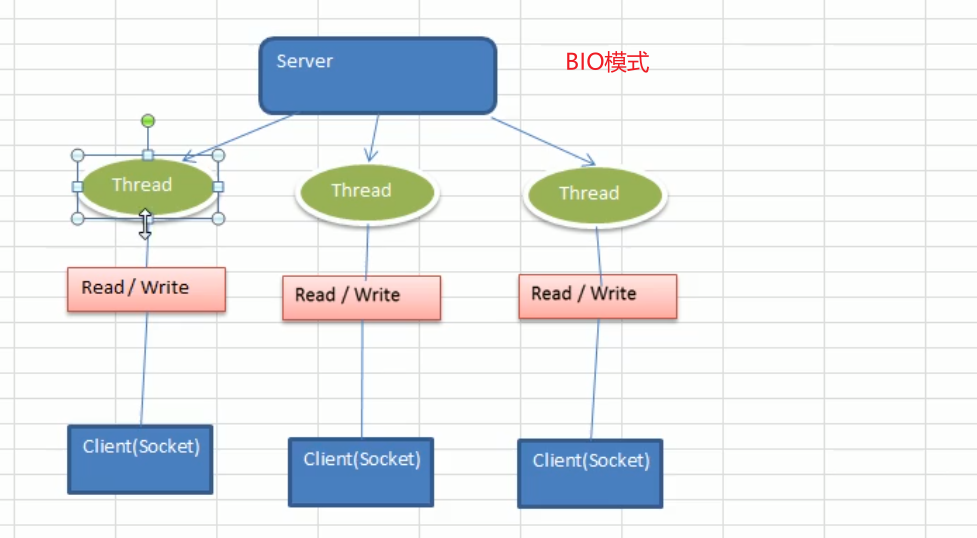 Server
BIO模式
Thread
Thread
Thread
Read / Write
Read / Write
Read / Write
Client(Socket)
Client(Socket)
Client(Socket)